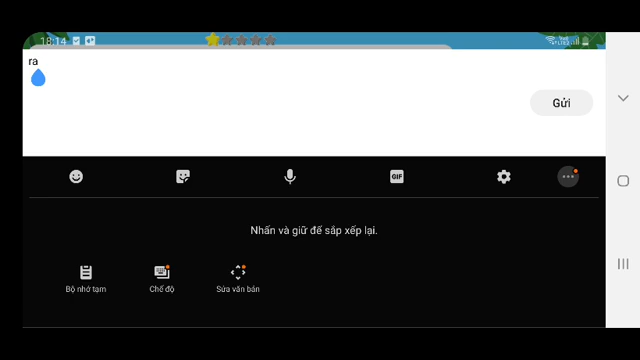 18:14
ra
Gửi
GIF
Nhấn và giữ để sắp xếp lại.
Bộ nhớ tạm
Chế độ
Sửa văn bản